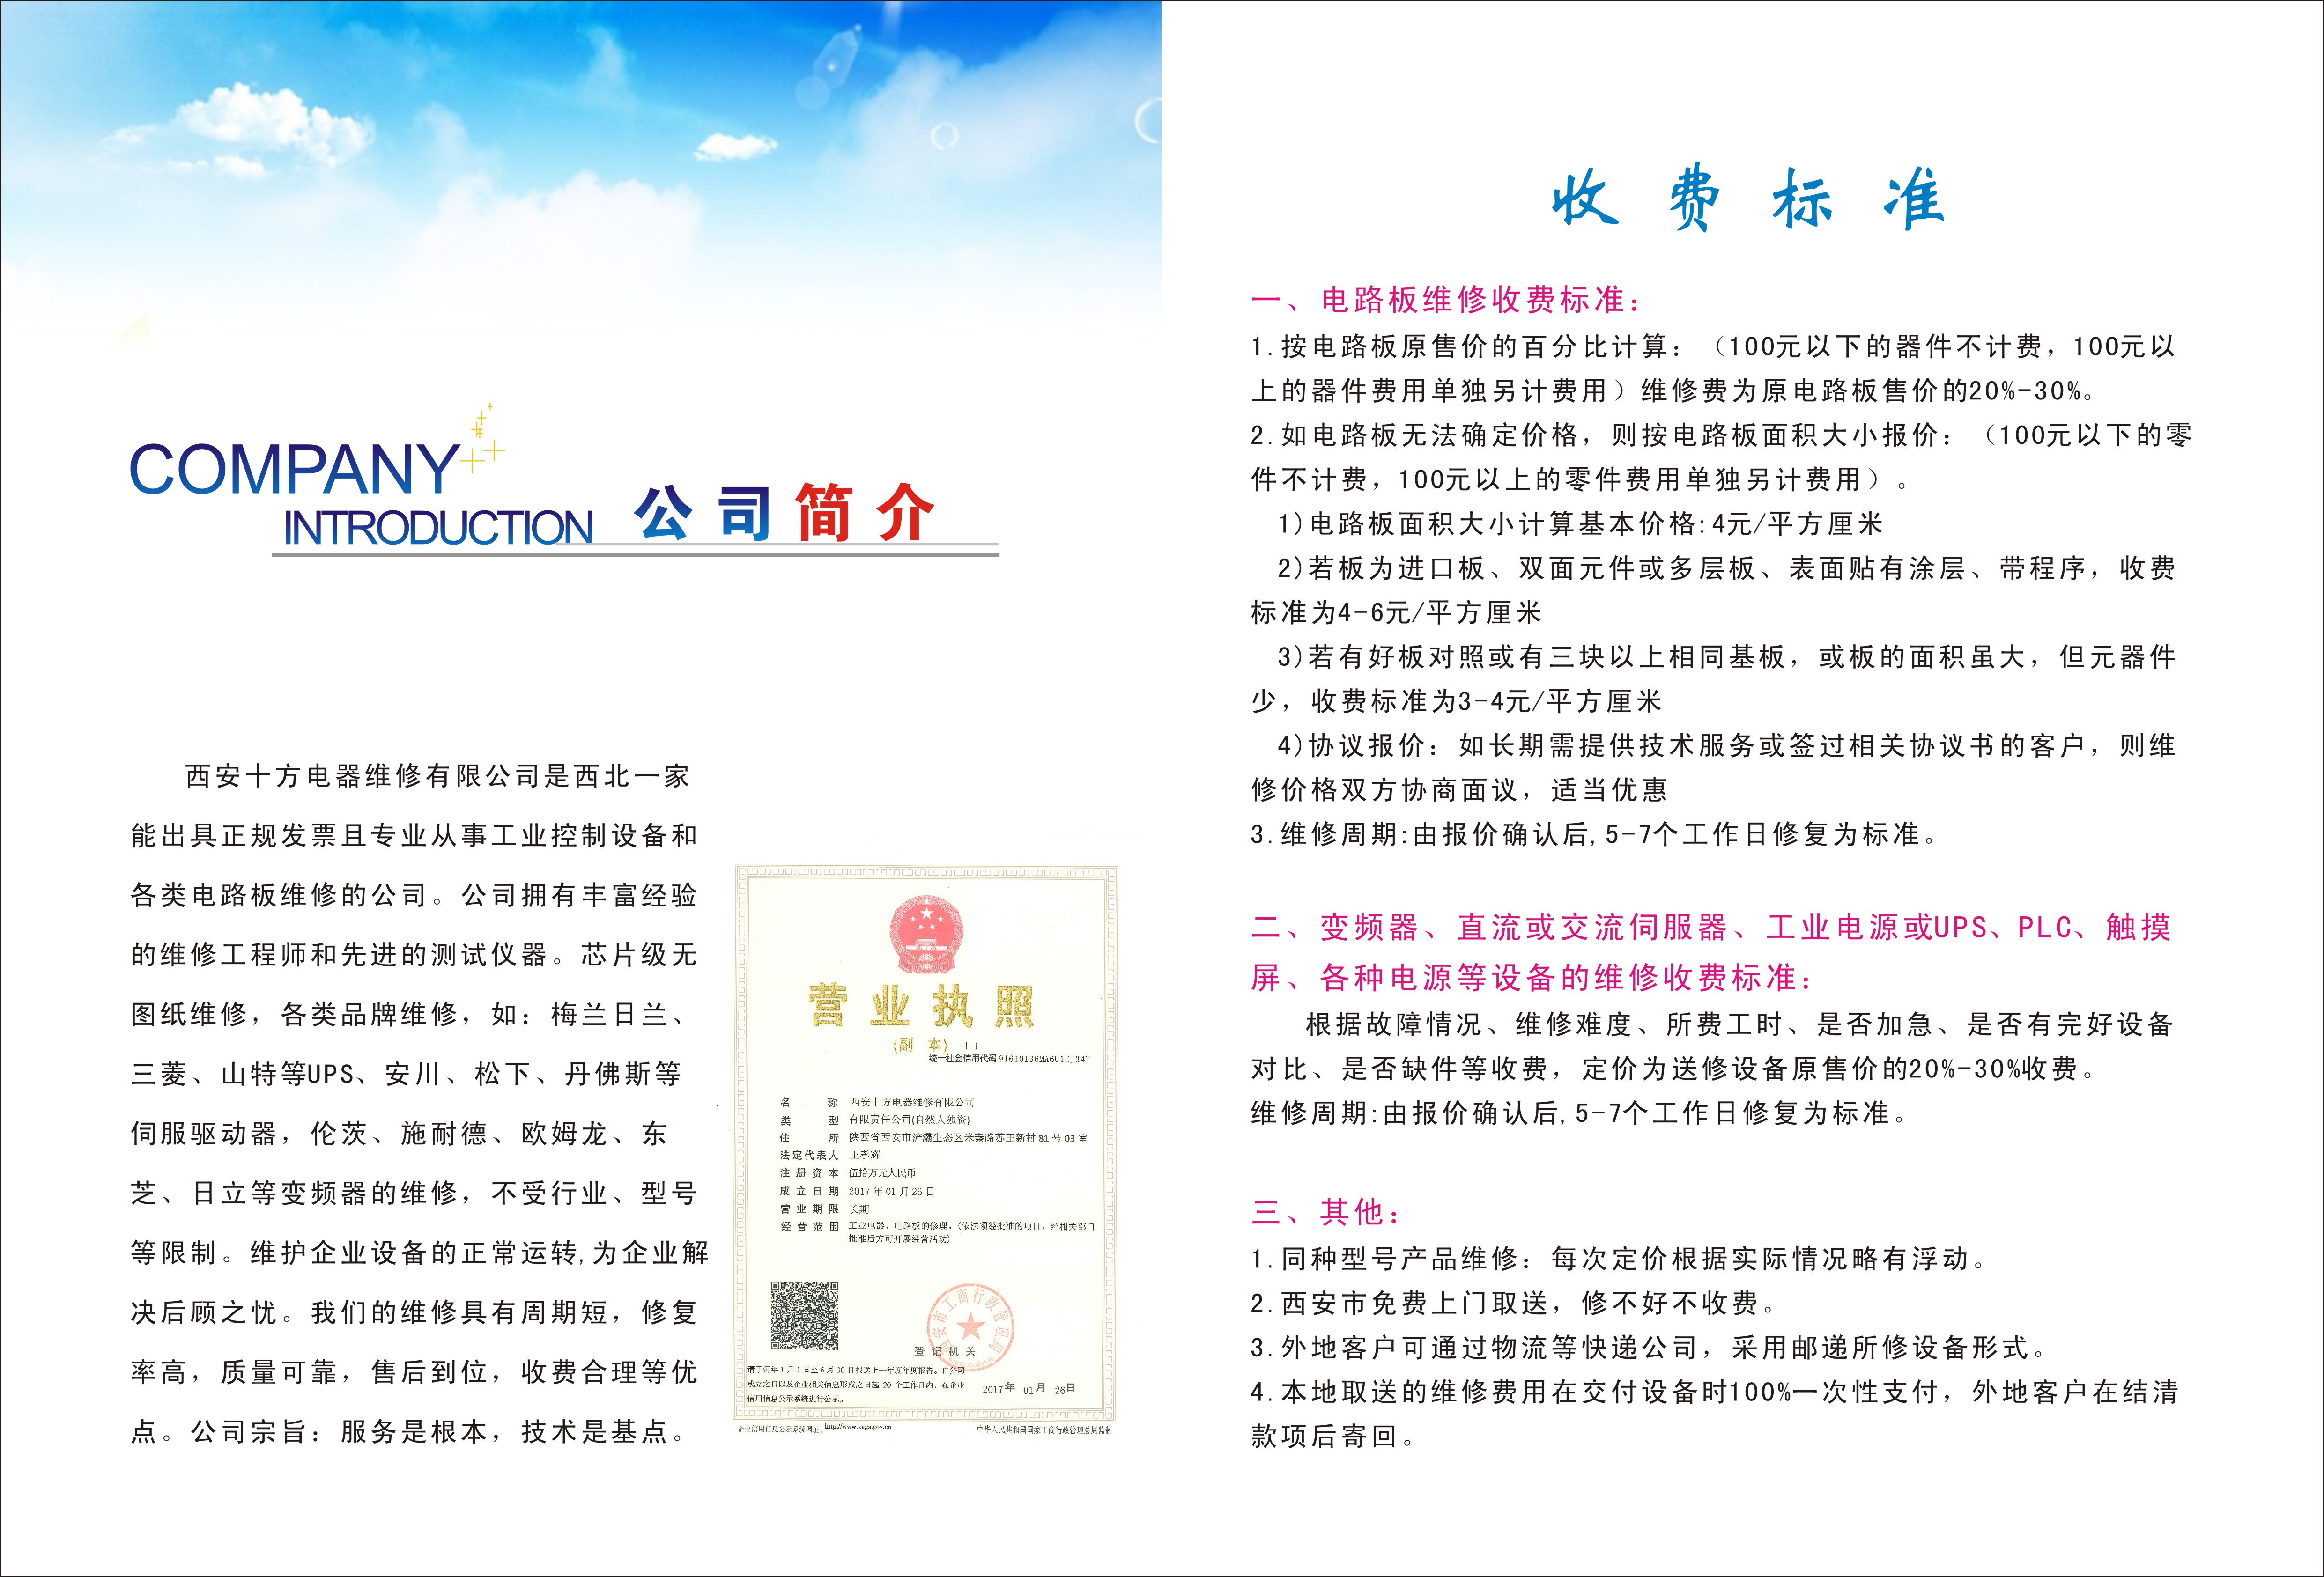 COMPANY
INTRODUCTION 公司简介
西安十方电器维修有限公司是西北一家
能出具正规发票且专业从事工业控制设备和
各类电路板维修的公司。公司拥有丰富经验
的维修工程师和先进的测试仪器。芯片级无
图纸维修，各类品牌维修，如：梅兰日兰、
三菱、山特等UPS、安川、松下、丹佛斯等
伺服驱动器，伦茨、施耐德、欧姆龙、东
芝、日立等变频器的维修，不受行业、型号
等限制。维护企业设备的正常运转,为企业解
决后顾之忧。我们的维修具有周期短，修复
率高，质量可靠，售后到位，收费合理等优
点。公司宗旨：服务是根本，技术是基点。
营业执照
(副 本) 1-1
统一社会信用代码 91610136MA6U1EJ34T
名 称 西安十方电器维修有限公司
类 型 有限责任公司(自然人独资)
住 所 陕西省西安市浐灞生态区米秦路苏王新村 81 号 03 室
法定代表人 王孝辉
注册资本 伍拾万元人民币
成立日期 2017 年 01 月 26 日
营业期限 长期
经营范围 工业电器、电路板的修理。(依法须经批准的项目，经相关部门
批准后方可开展经营活动)
西安市工商行政管理局
登记机关
请于每年 1 月 1 日至 6 月 30 日报送上一年度年度报告。自公司
成立之日以及企业相关信息形成之日起 20 个工作日内，在企业
信用信息公示系统进行公示。
2017年 01月 26日
企业信用信息公示系统网址：http://www.xsgs.gov.cn
中华人民共和国国家工商行政管理总局监制
收费标准
一、电路板维修收费标准：
1.按电路板原售价的百分比计算：（100元以下的器件不计费，100元以
上的器件费用单独另计费用）维修费为原电路板售价的20%-30%。
2.如电路板无法确定价格，则按电路板面积大小报价：（100元以下的零
件不计费，100元以上的零件费用单独另计费用）。
1)电路板面积大小计算基本价格:4元/平方厘米
2)若板为进口板、双面元件或多层板、表面贴有涂层、带程序，收费
标准为4-6元/平方厘米
3)若有好板对照或有三块以上相同基板，或板的面积虽大，但元器件
少，收费标准为3-4元/平方厘米
4)协议报价：如长期需提供技术服务或签过相关协议书的客户，则维
修价格双方协商面议，适当优惠
3.维修周期:由报价确认后,5-7个工作日修复为标准。
二、变频器、直流或交流伺服器、工业电源或UPS、PLC、触摸
屏、各种电源等设备的维修收费标准：
根据故障情况、维修难度、所费工时、是否加急、是否有完好设备
对比、是否缺件等收费，定价为送修设备原售价的20%-30%收费。
维修周期:由报价确认后,5-7个工作日修复为标准。
三、其他：
1.同种型号产品维修：每次定价根据实际情况略有浮动。
2.西安市免费上门取送，修不好不收费。
3.外地客户可通过物流等快递公司，采用邮递所修设备形式。
4.本地取送的维修费用在交付设备时100%一次性支付，外地客户在结清
款项后寄回。